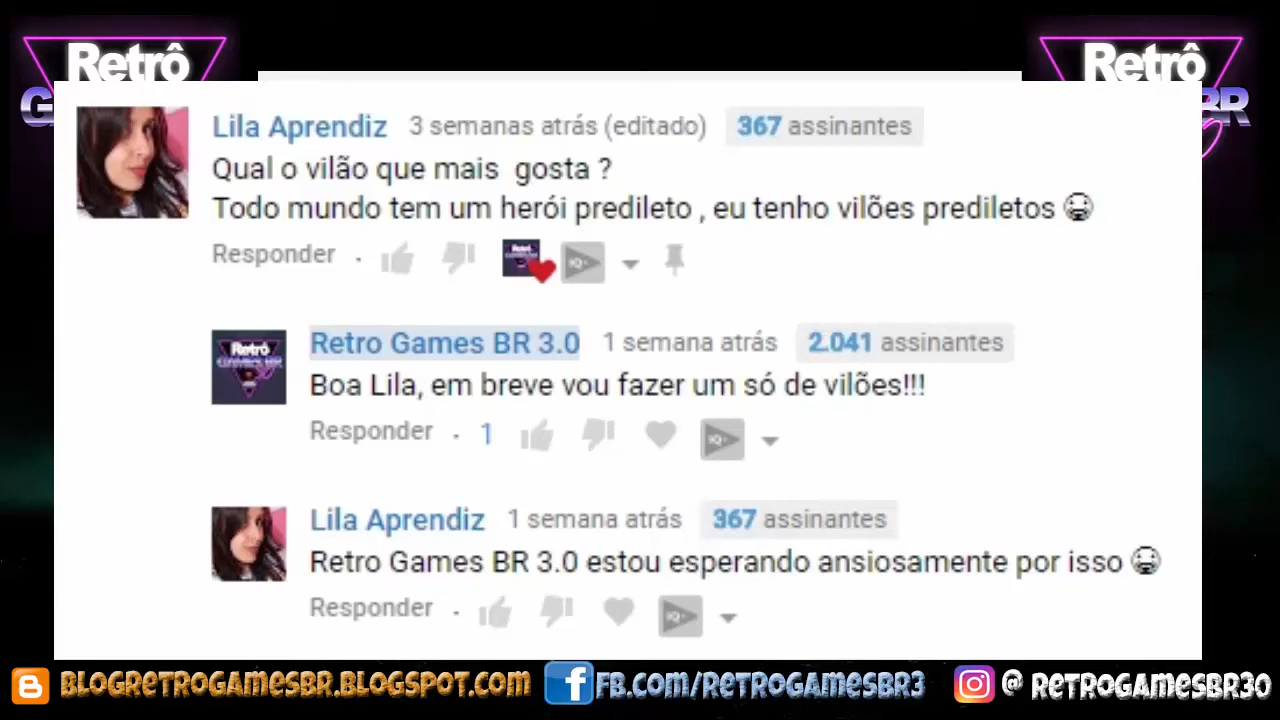 Retrô
Retrô
Lila Aprendiz 3 semanas atrás (editado) 367 assinantes
Qual o vilão que mais gosta ?
Todo mundo tem um herói predileto , eu tenho vilões prediletos
Responder
Retro Games BR 3.0 1 semana atrás 2.041 assinantes
Boa Lila, em breve vou fazer um só de vilões!!!
Responder 1
Lila Aprendiz 1 semana atrás 367 assinantes
Retro Games BR 3.0 estou esperando ansiosamente por isso
Responder
BLOGRETROGAMESBR.BLOGSPOT.COM FB.COM/RETROGAMESBR3 @ RETROGAMESBR30